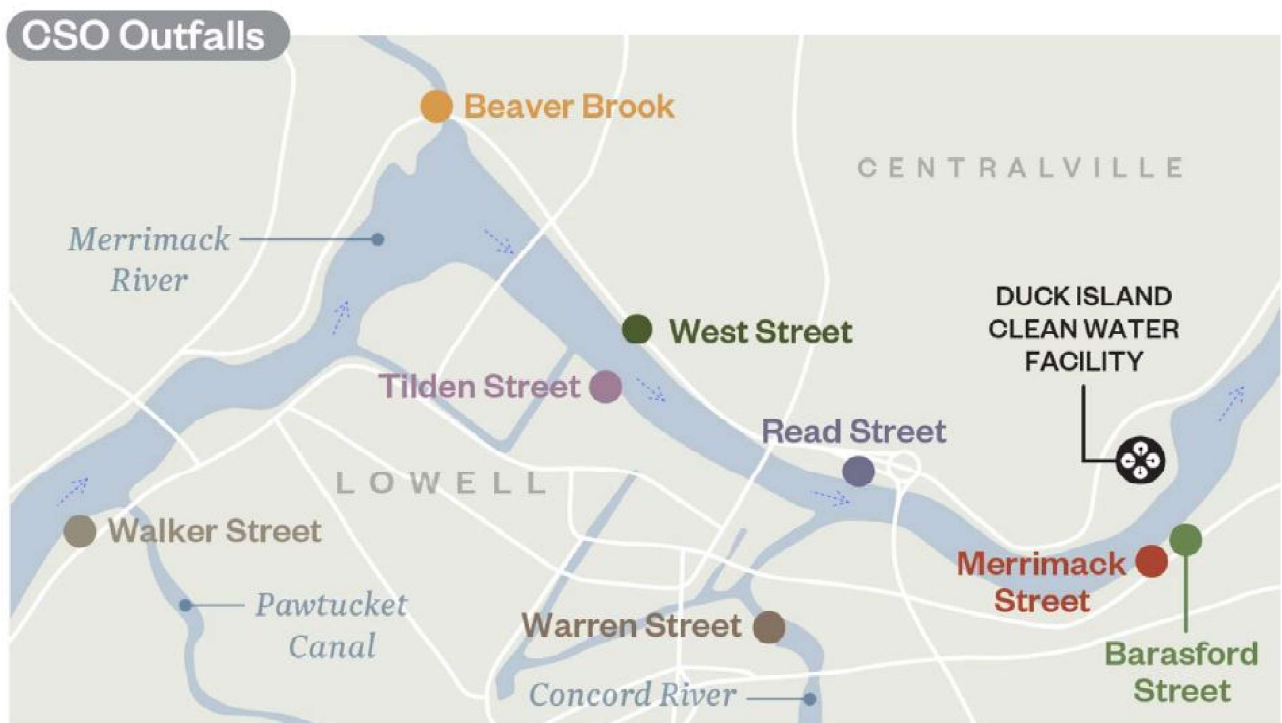 CSO Outfalls
Beaver Brook
CENTRALVILLE
Merrimack
River
DUCK ISLAND
CLEAN WATER
FACILITY
West Street
Tilden Street
Read Street
LOWELL
Walker Street
Merrimack
Street
Pawtucket
Canal
Warren Street
Barasford
Street
Concord River